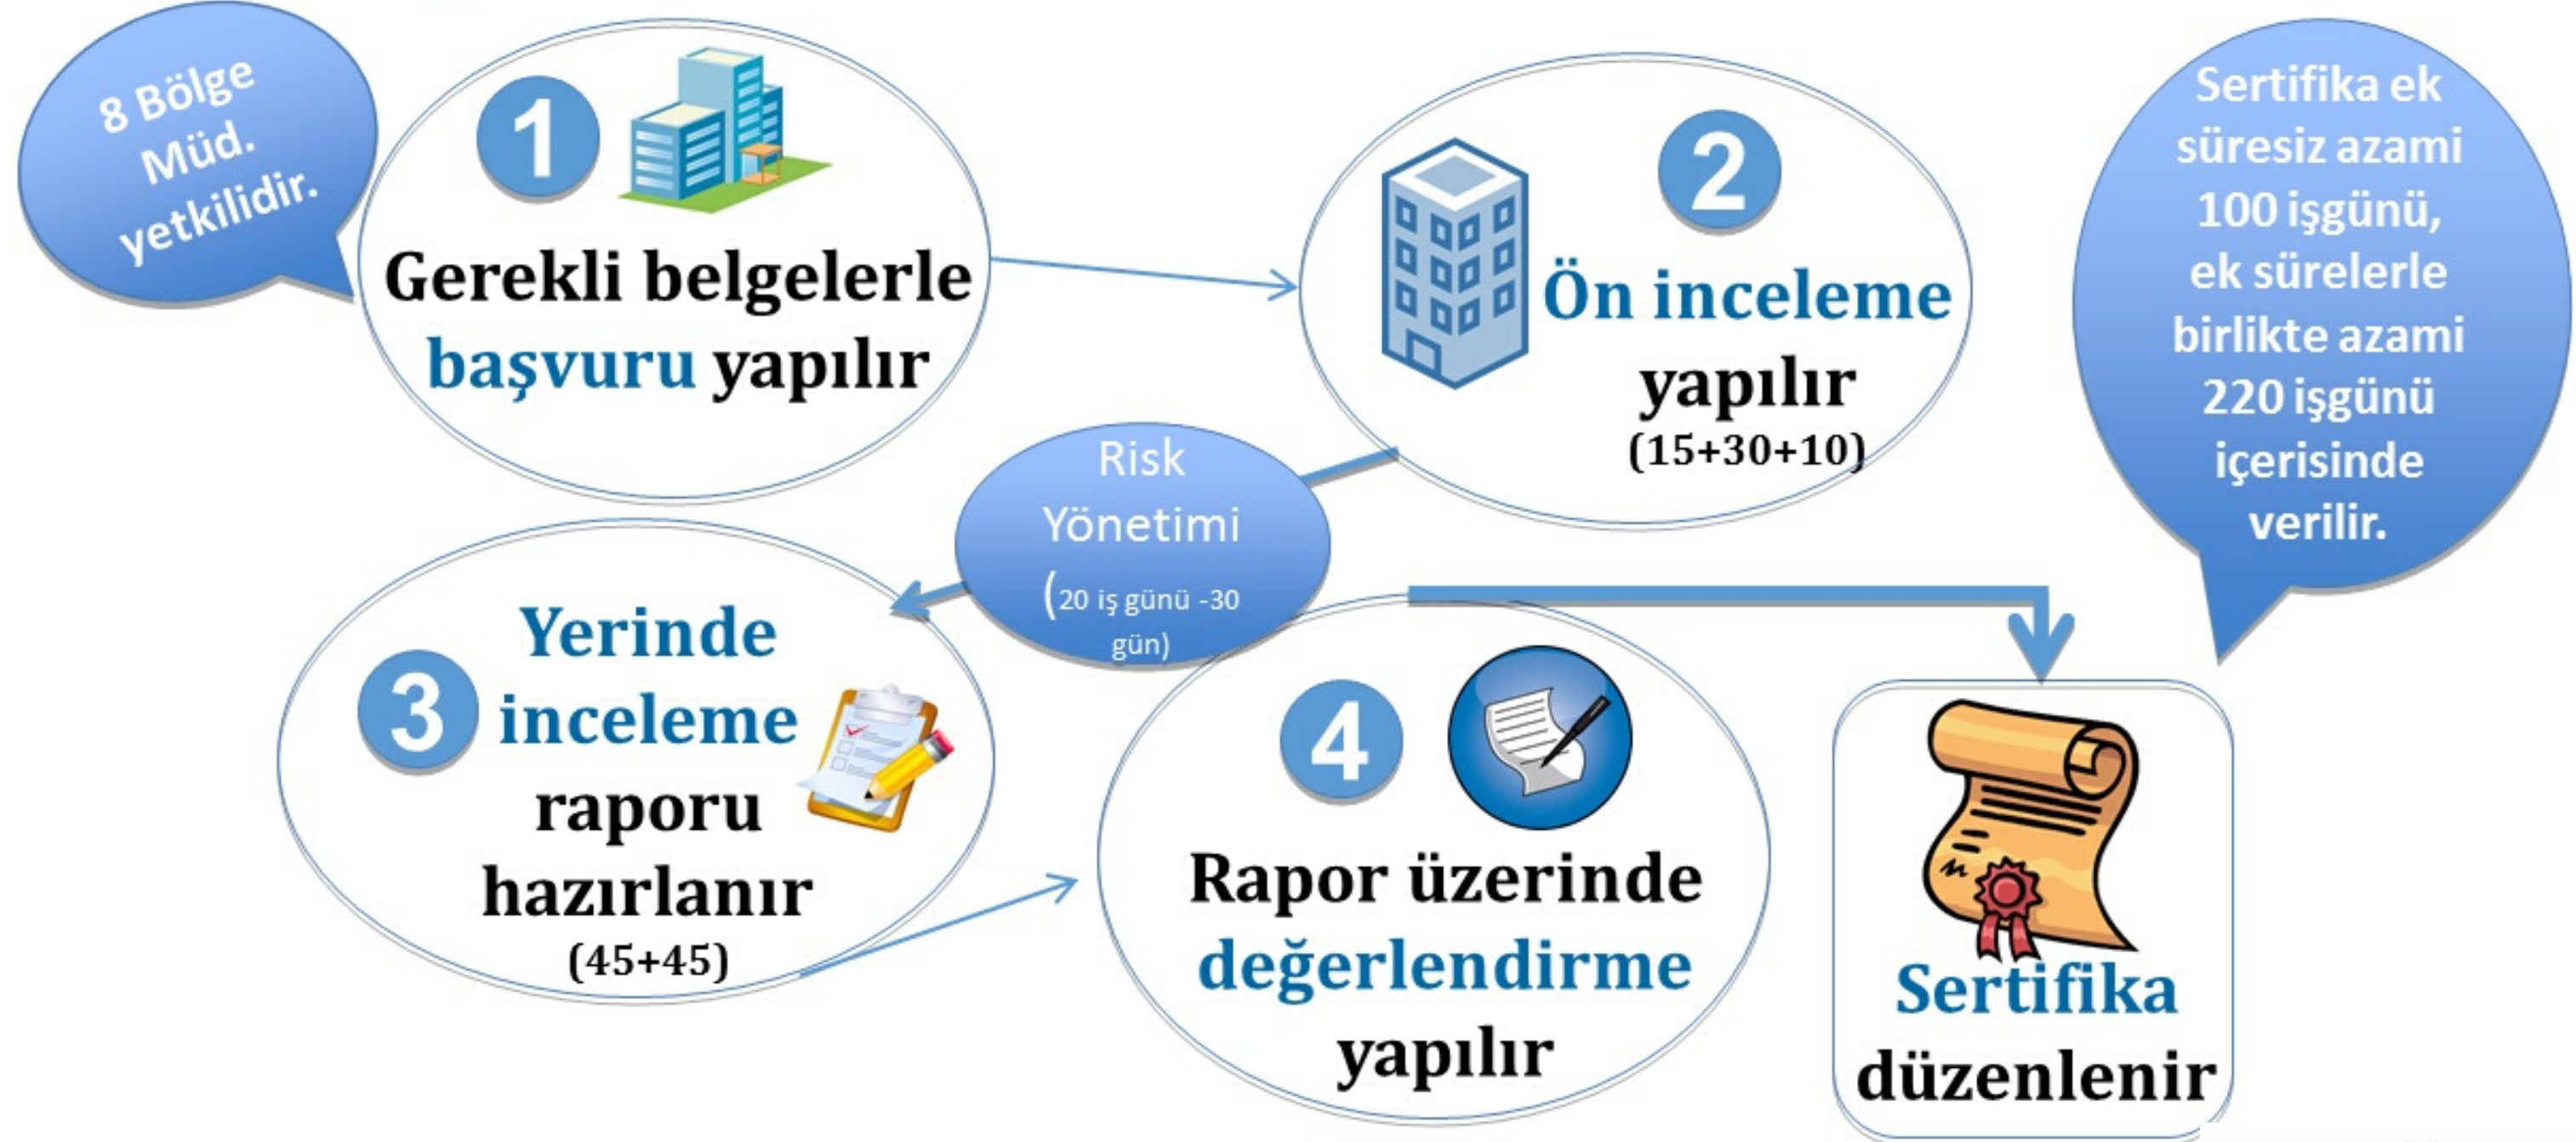 8 Bölge
Müd.
yetkilidir.
1
Gerekli belgelerle
başvuru yapılır
2
Ön inceleme
yapılır
(15+30+10)
Risk
Yönetimi
(20 iş günü -30
gün)
3
Yerinde
inceleme
raporu
hazırlanır
(45+45)
4
Rapor üzerinde
değerlendirme
yapılır
Sertifika ek
süresiz azami
100 işgünü,
ek sürelerle
birlikte azami
220 işgünü
içerisinde
verilir.
Sertifika
düzenlenir